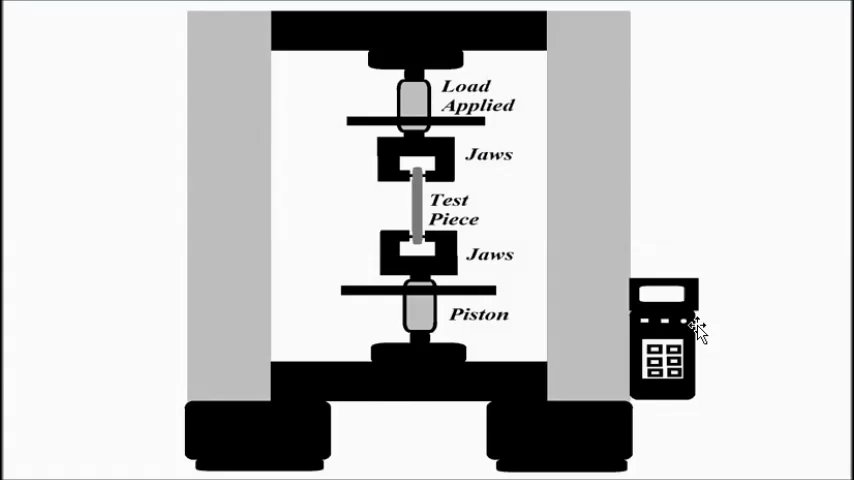 Load
Applied
Jaws
Test
Piece
Jaws
Piston